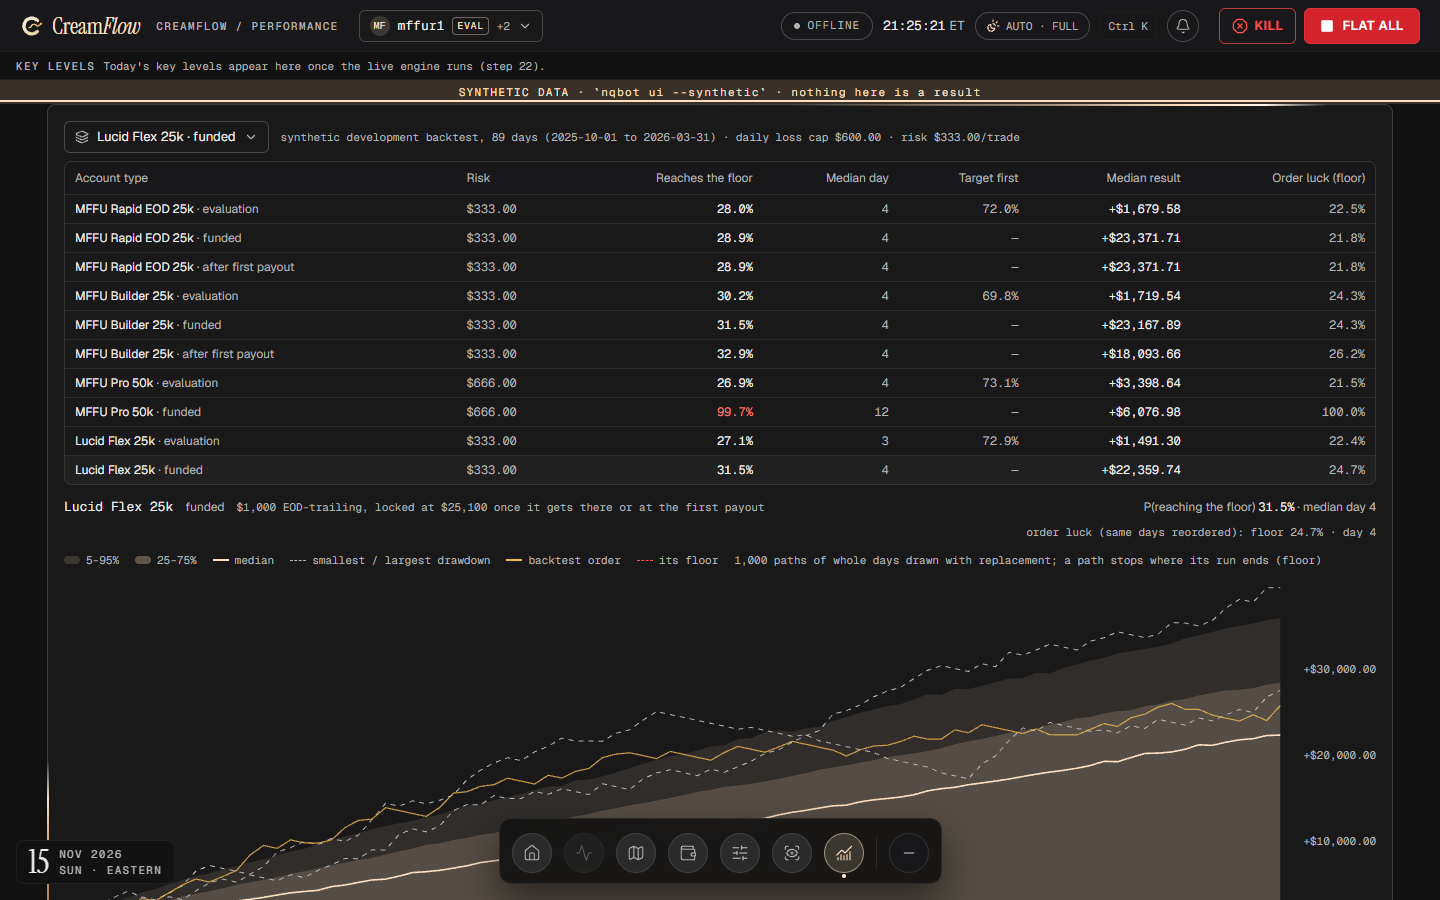 CreamFlow CREAMFLOW / PERFORMANCE MF mffur1 EVAL +2 OFFLINE 21:25:21 ET AUTO · FULL Ctrl K KILL FLAT ALL
KEY LEVELS Today's key levels appear here once the live engine runs (step 22).
SYNTHETIC DATA · `nqbot ui --synthetic` · nothing here is a result
Lucid Flex 25k · funded synthetic development backtest, 89 days (2025-10-01 to 2026-03-31) · daily loss cap $600.00 · risk $333.00/trade
Account type Risk Reaches the floor Median day Target first Median result Order luck (floor)
MFFU Rapid EOD 25k · evaluation $333.00 28.0% 4 72.0% +$1,679.58 22.5%
MFFU Rapid EOD 25k · funded $333.00 28.9% 4 — +$23,371.71 21.8%
MFFU Rapid EOD 25k · after first payout $333.00 28.9% 4 — +$23,371.71 21.8%
MFFU Builder 25k · evaluation $333.00 30.2% 4 69.8% +$1,719.54 24.3%
MFFU Builder 25k · funded $333.00 31.5% 4 — +$23,167.89 24.3%
MFFU Builder 25k · after first payout $333.00 32.9% 4 — +$18,093.66 26.2%
MFFU Pro 50k · evaluation $666.00 26.9% 4 73.1% +$3,398.64 21.5%
MFFU Pro 50k · funded $666.00 99.7% 12 — +$6,076.98 100.0%
Lucid Flex 25k · evaluation $333.00 27.1% 3 72.9% +$1,491.30 22.4%
Lucid Flex 25k · funded $333.00 31.5% 4 — +$22,359.74 24.7%
Lucid Flex 25k funded $1,000 EOD-trailing, locked at $25,100 once it gets there or at the first payout P(reaching the floor) 31.5% · median day 4
order luck (same days reordered): floor 24.7% · day 4
5–95% 25–75% median smallest / largest drawdown backtest order its floor 1,000 paths of whole days drawn with replacement; a path stops where its run ends (floor)
+$30,000.00
+$20,000.00
+$10,000.00
15 NOV 2026
SUN · EASTERN